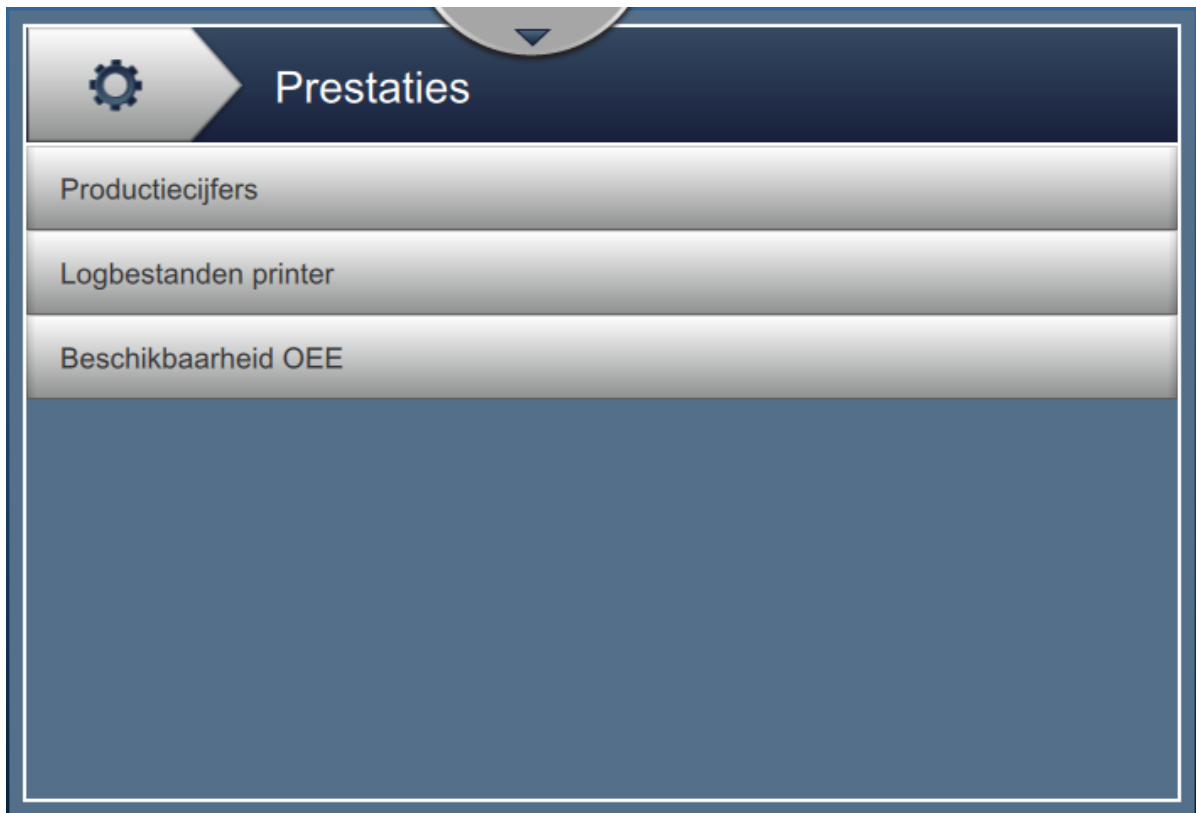 Prestaties
Productiecijfers
Logbestanden printer
Beschikbaarheid OEE